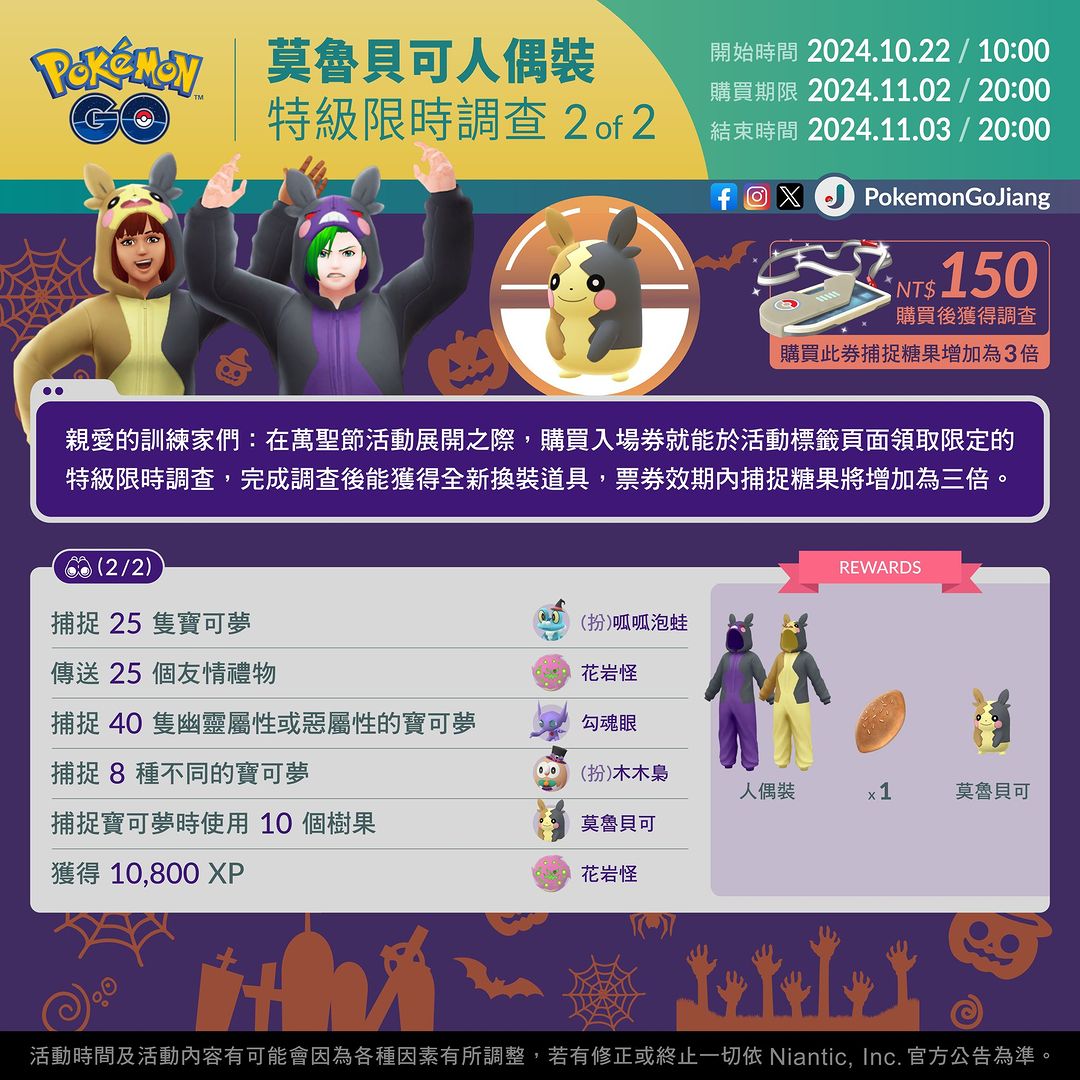 POKéMON
GO
TM
莫魯貝可人偶裝
特級限時調查 2 of 2
開始時間 2024.10.22 / 10:00
購買期限 2024.11.02 / 20:00
結束時間 2024.11.03 / 20:00
PokemonGoJiang
NT$ 150
購買後獲得調查
購買此券捕捉糖果增加為3倍
親愛的訓練家們：在萬聖節活動展開之際，購買入場券就能於活動標籤頁面領取限定的
特級限時調查，完成調查後能獲得全新換裝道具，票券效期內捕捉糖果將增加為三倍。
(2/2)
REWARDS
捕捉 25 隻寶可夢 (扮)呱呱泡蛙
傳送 25 個友情禮物 花岩怪
捕捉 40 隻幽靈屬性或惡屬性的寶可夢 勾魂眼
捕捉 8 種不同的寶可夢 (扮)木木梟
捕捉寶可夢時使用 10 個樹果 莫魯貝可
獲得 10,800 XP 花岩怪
人偶裝 x1 莫魯貝可
活動時間及活動內容有可能會因為各種因素有所調整，若有修正或終止一切依 Niantic, Inc. 官方公告為準。